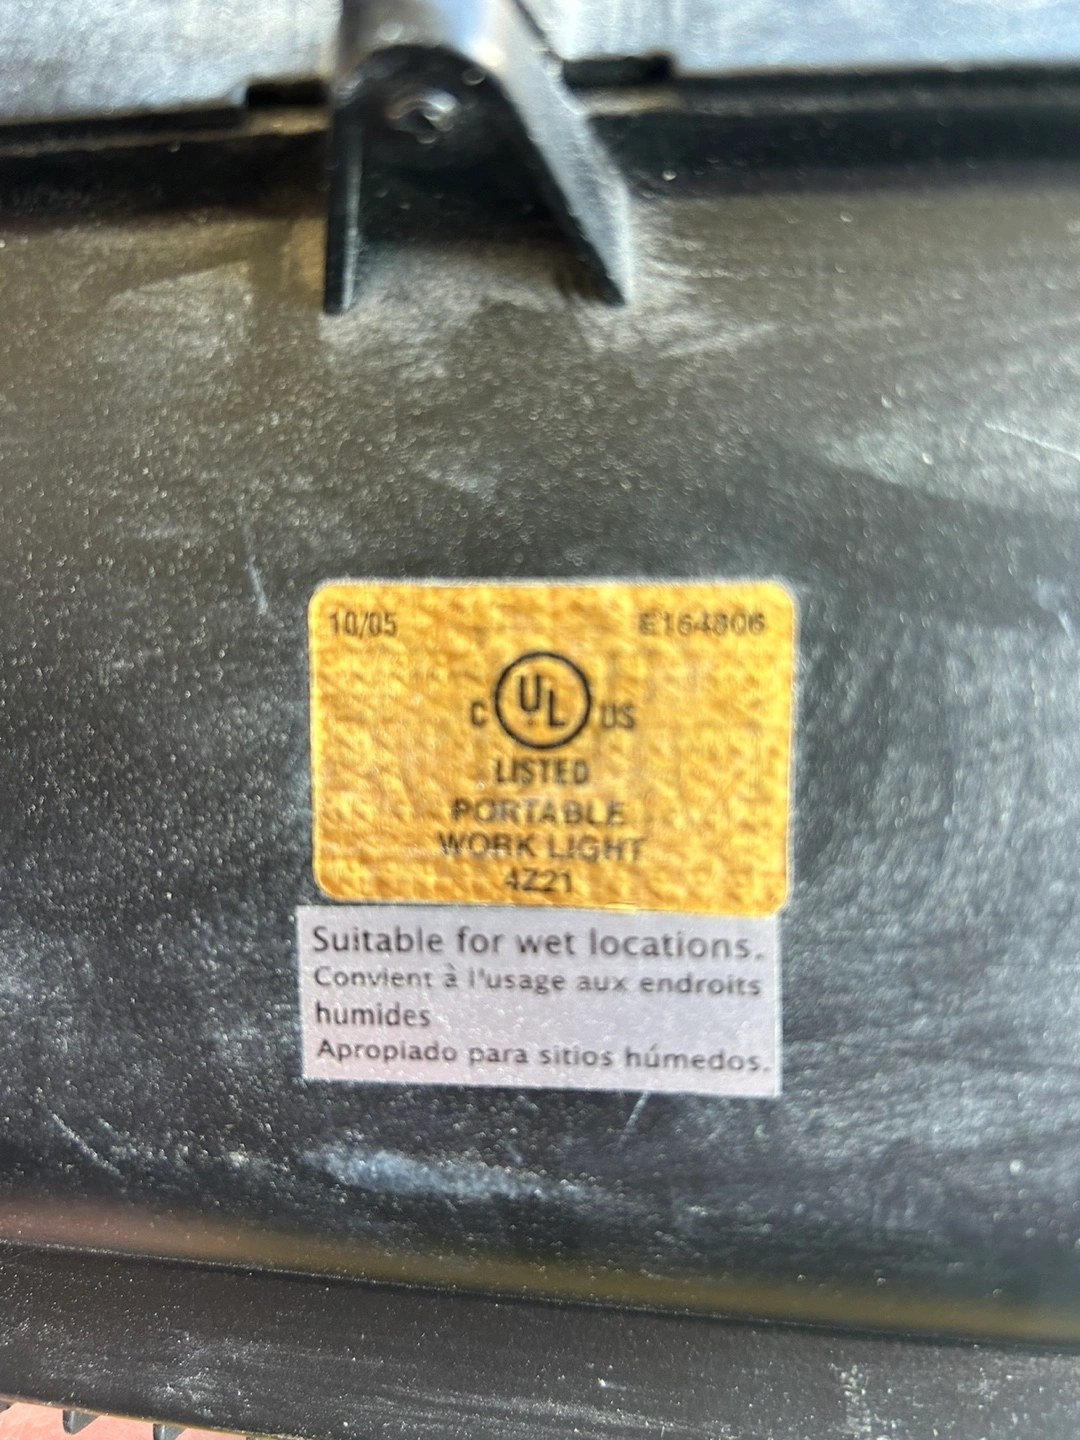 10/05 E164806
C UL US
LISTED
PORTABLE
WORK LIGHT
4Z21
Suitable for wet locations.
Convient à l'usage aux endroits
humides
Apropiado para sitios húmedos.